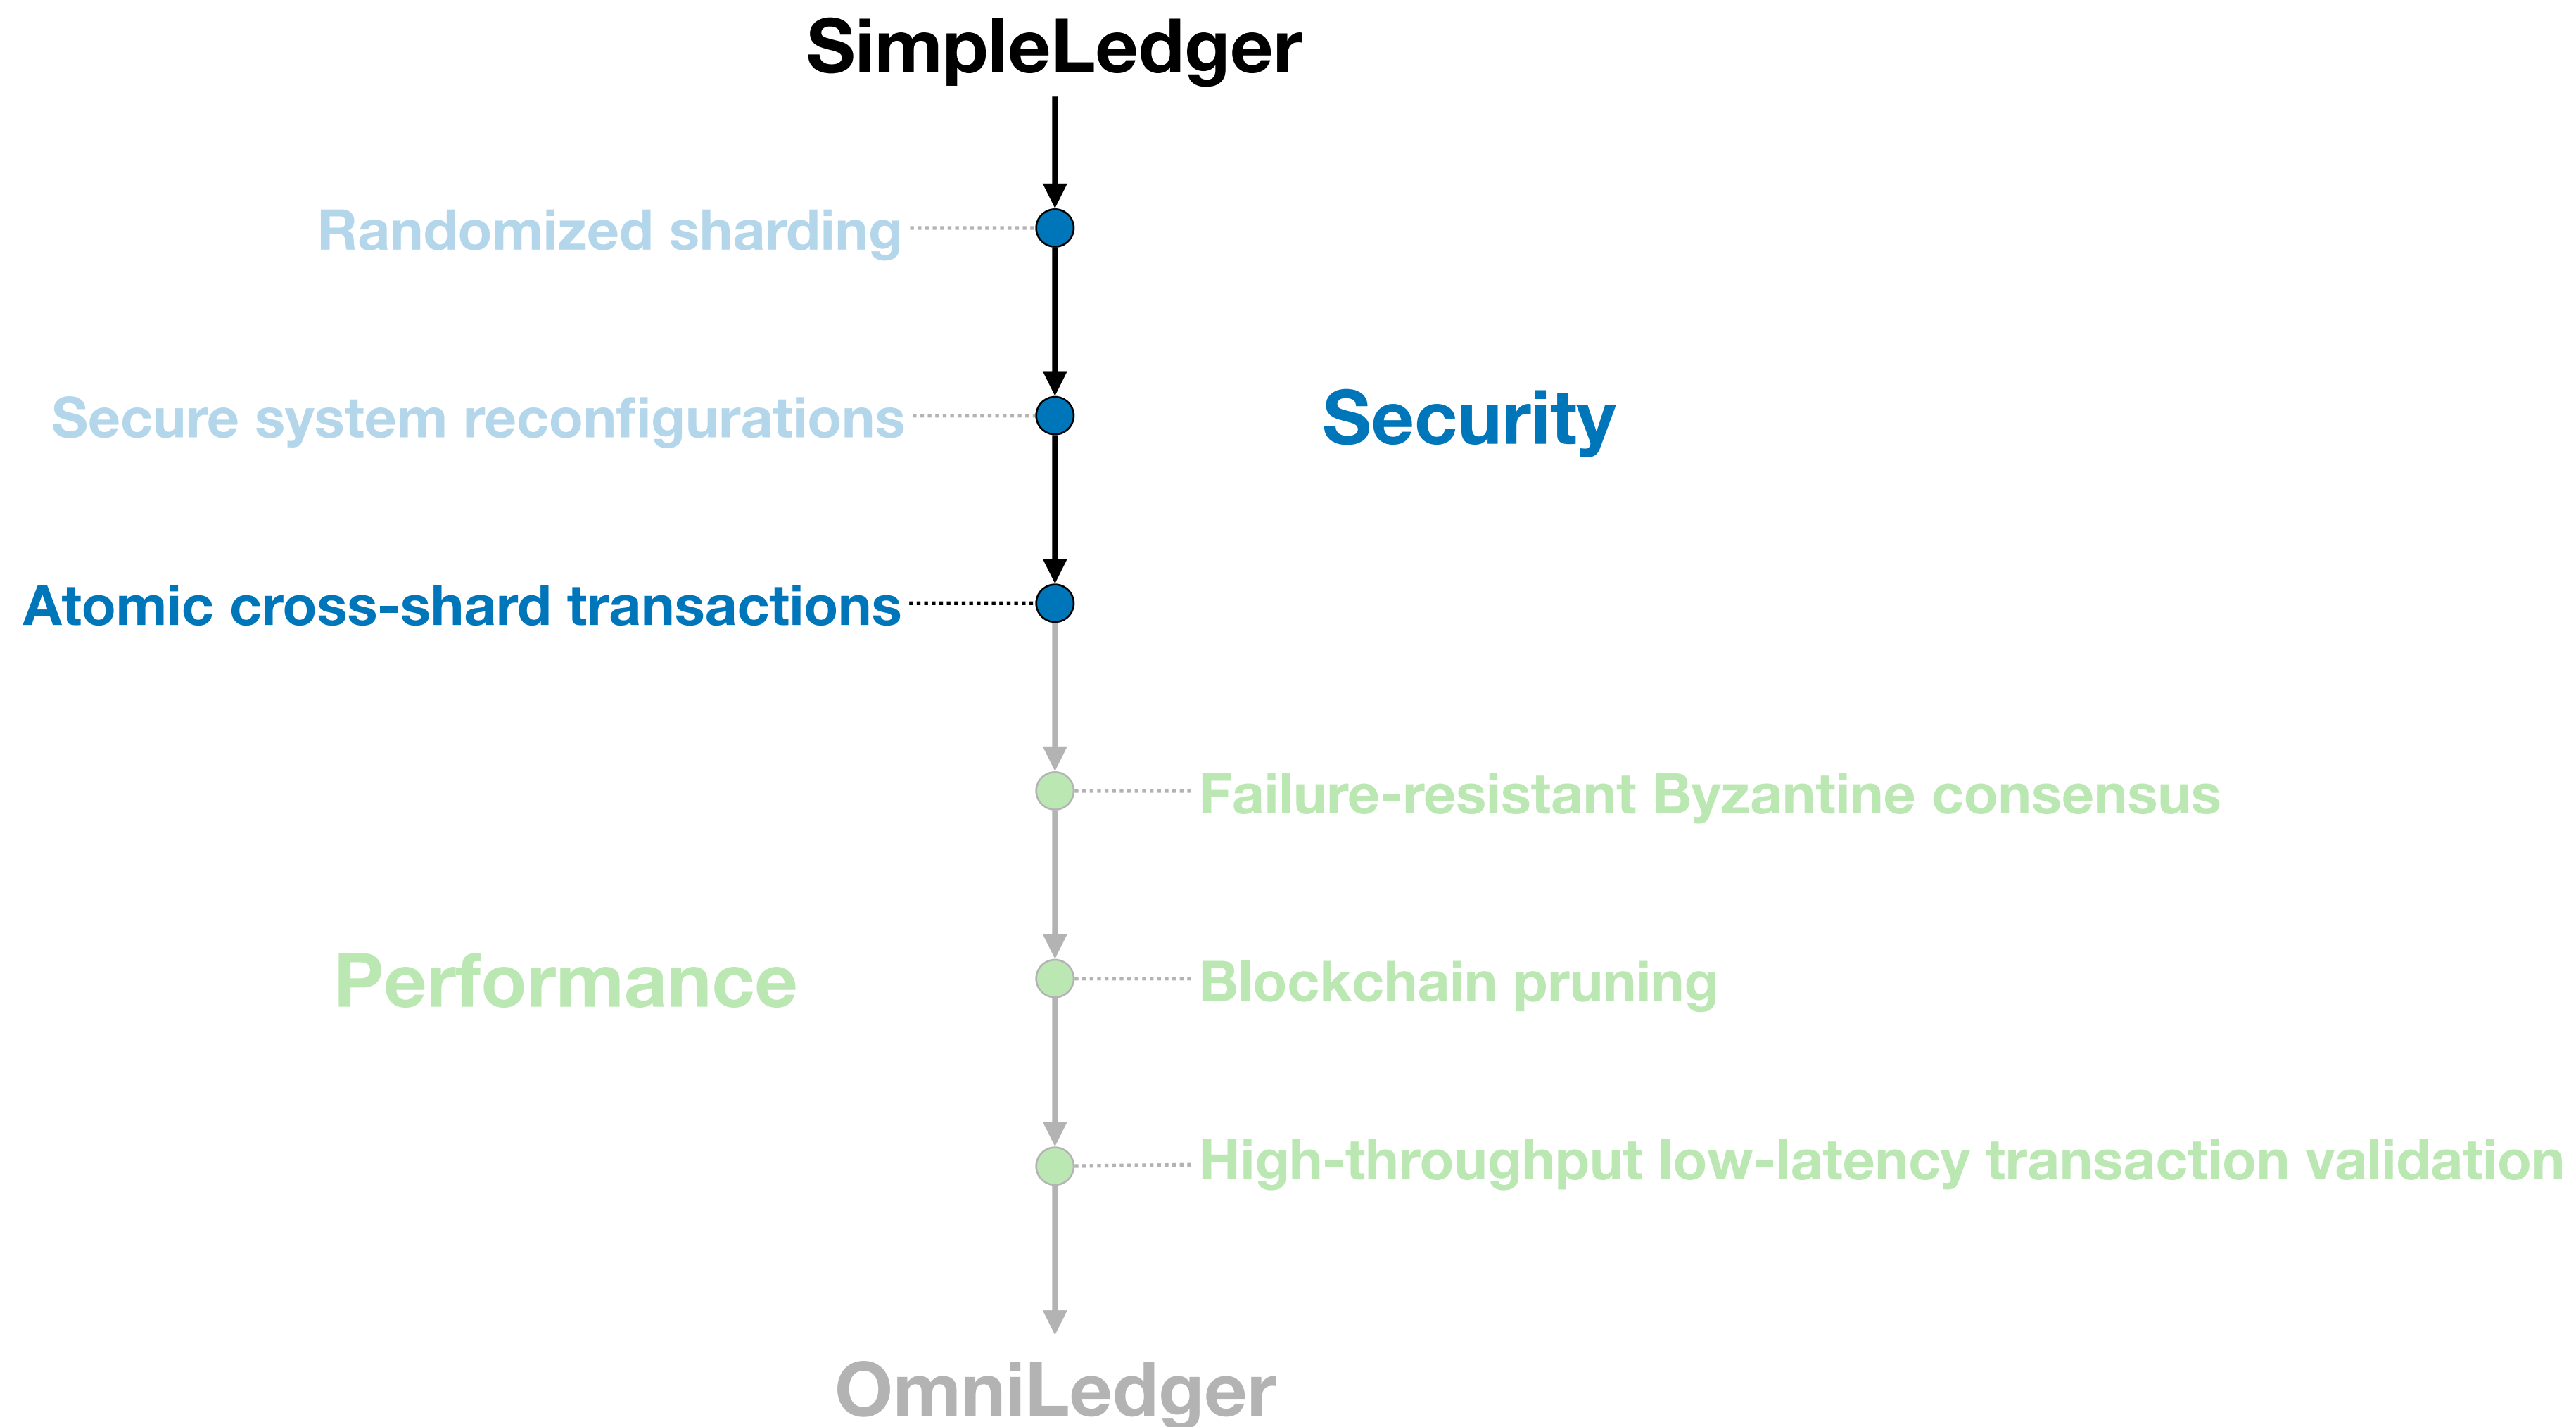 SimpleLedger
Randomized sharding
Secure system reconfigurations
Security
Atomic cross-shard transactions
Failure-resistant Byzantine consensus
Performance
Blockchain pruning
High-throughput low-latency transaction validation
OmniLedger